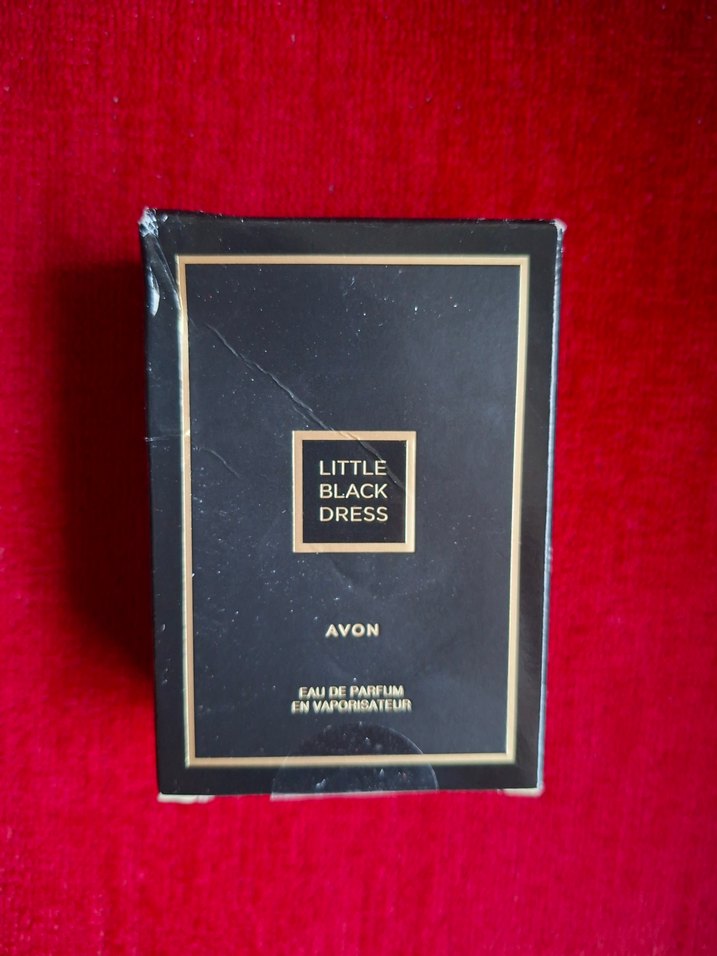 LITTLE
BLACK
DRESS
AVON
EAU DE PARFUM
EN VAPORISATEUR